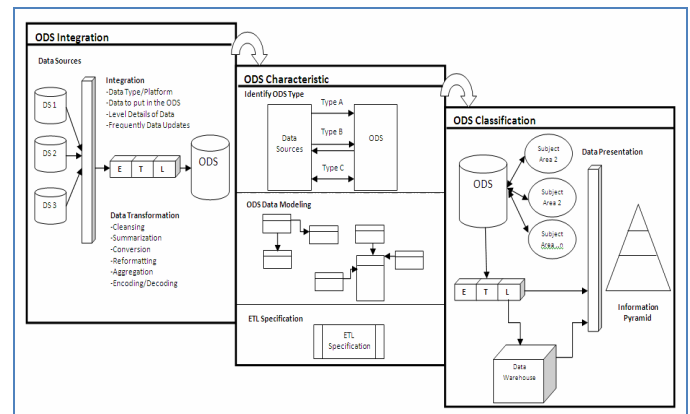 ODS Integration
Data Sources
DS 1
DS 2
DS 3
Integration
-Data Type/Platform
-Data to put in the ODS
-Level Details of Data
-Frequently Data Updates
E T L
ODS
Data Transformation
-Cleansing
-Summarization
-Conversion
-Reformatting
-Aggregation
-Encoding/Decoding
ODS Characteristic
Identify ODS Type
Data
Sources
Type A
Type B
Type C
ODS
ODS Data Modeling
ETL Specification
ETL
Specification
ODS Classification
ODS
Subject
Area 2
Subject
Area 2
Subject
Area...n
Data Presentation
E T L
Data
Warehouse
Information
Pyramid